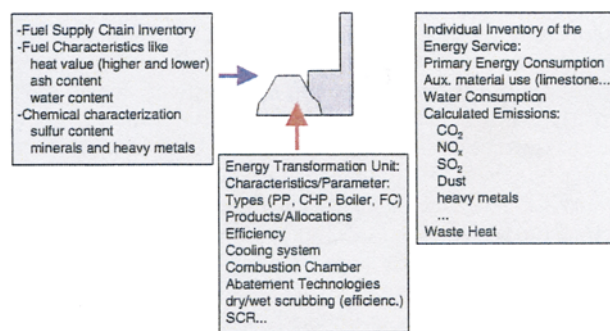 -Fuel Supply Chain Inventory
-Fuel Characteristics like
heat value (higher and lower)
ash content
water content
-Chemical characterization
sulfur content
minerals and heavy metals
Energy Transformation Unit:
Characteristics/Parameter:
Types (PP, CHP, Boiler, FC)
Products/Allocations
Efficiency
Cooling system
Combustion Chamber
Abatement Technologies
dry/wet scrubbing (efficienc.)
SCR...
Individual Inventory of the
Energy Service:
Primary Energy Consumption
Aux. material use (limestone...
Water Consumption
Calculated Emissions:
CO₂
NOₓ
SO₂
Dust
heavy metals
...
Waste Heat